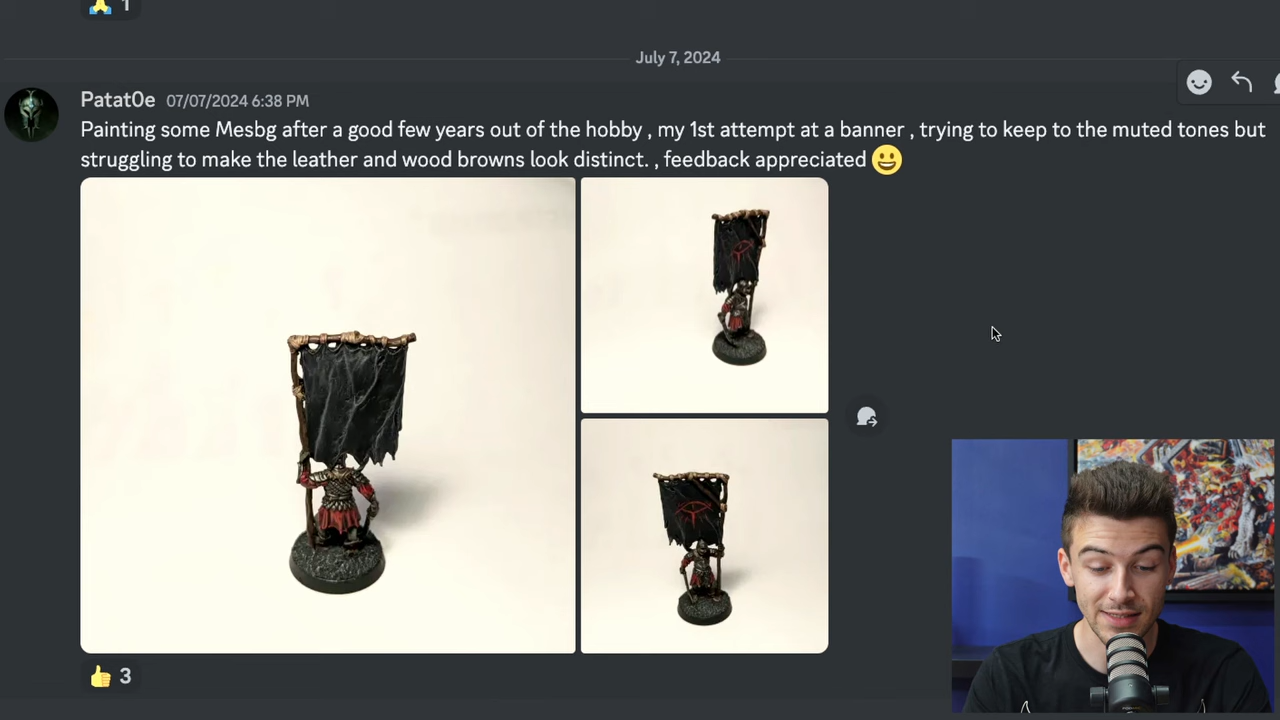 1
July 7, 2024
Patat0e 07/07/2024 6:38 PM
Painting some Mesbg after a good few years out of the hobby , my 1st attempt at a banner , trying to keep to the muted tones but
struggling to make the leather and wood browns look distinct. , feedback appreciated 😀
👍 3